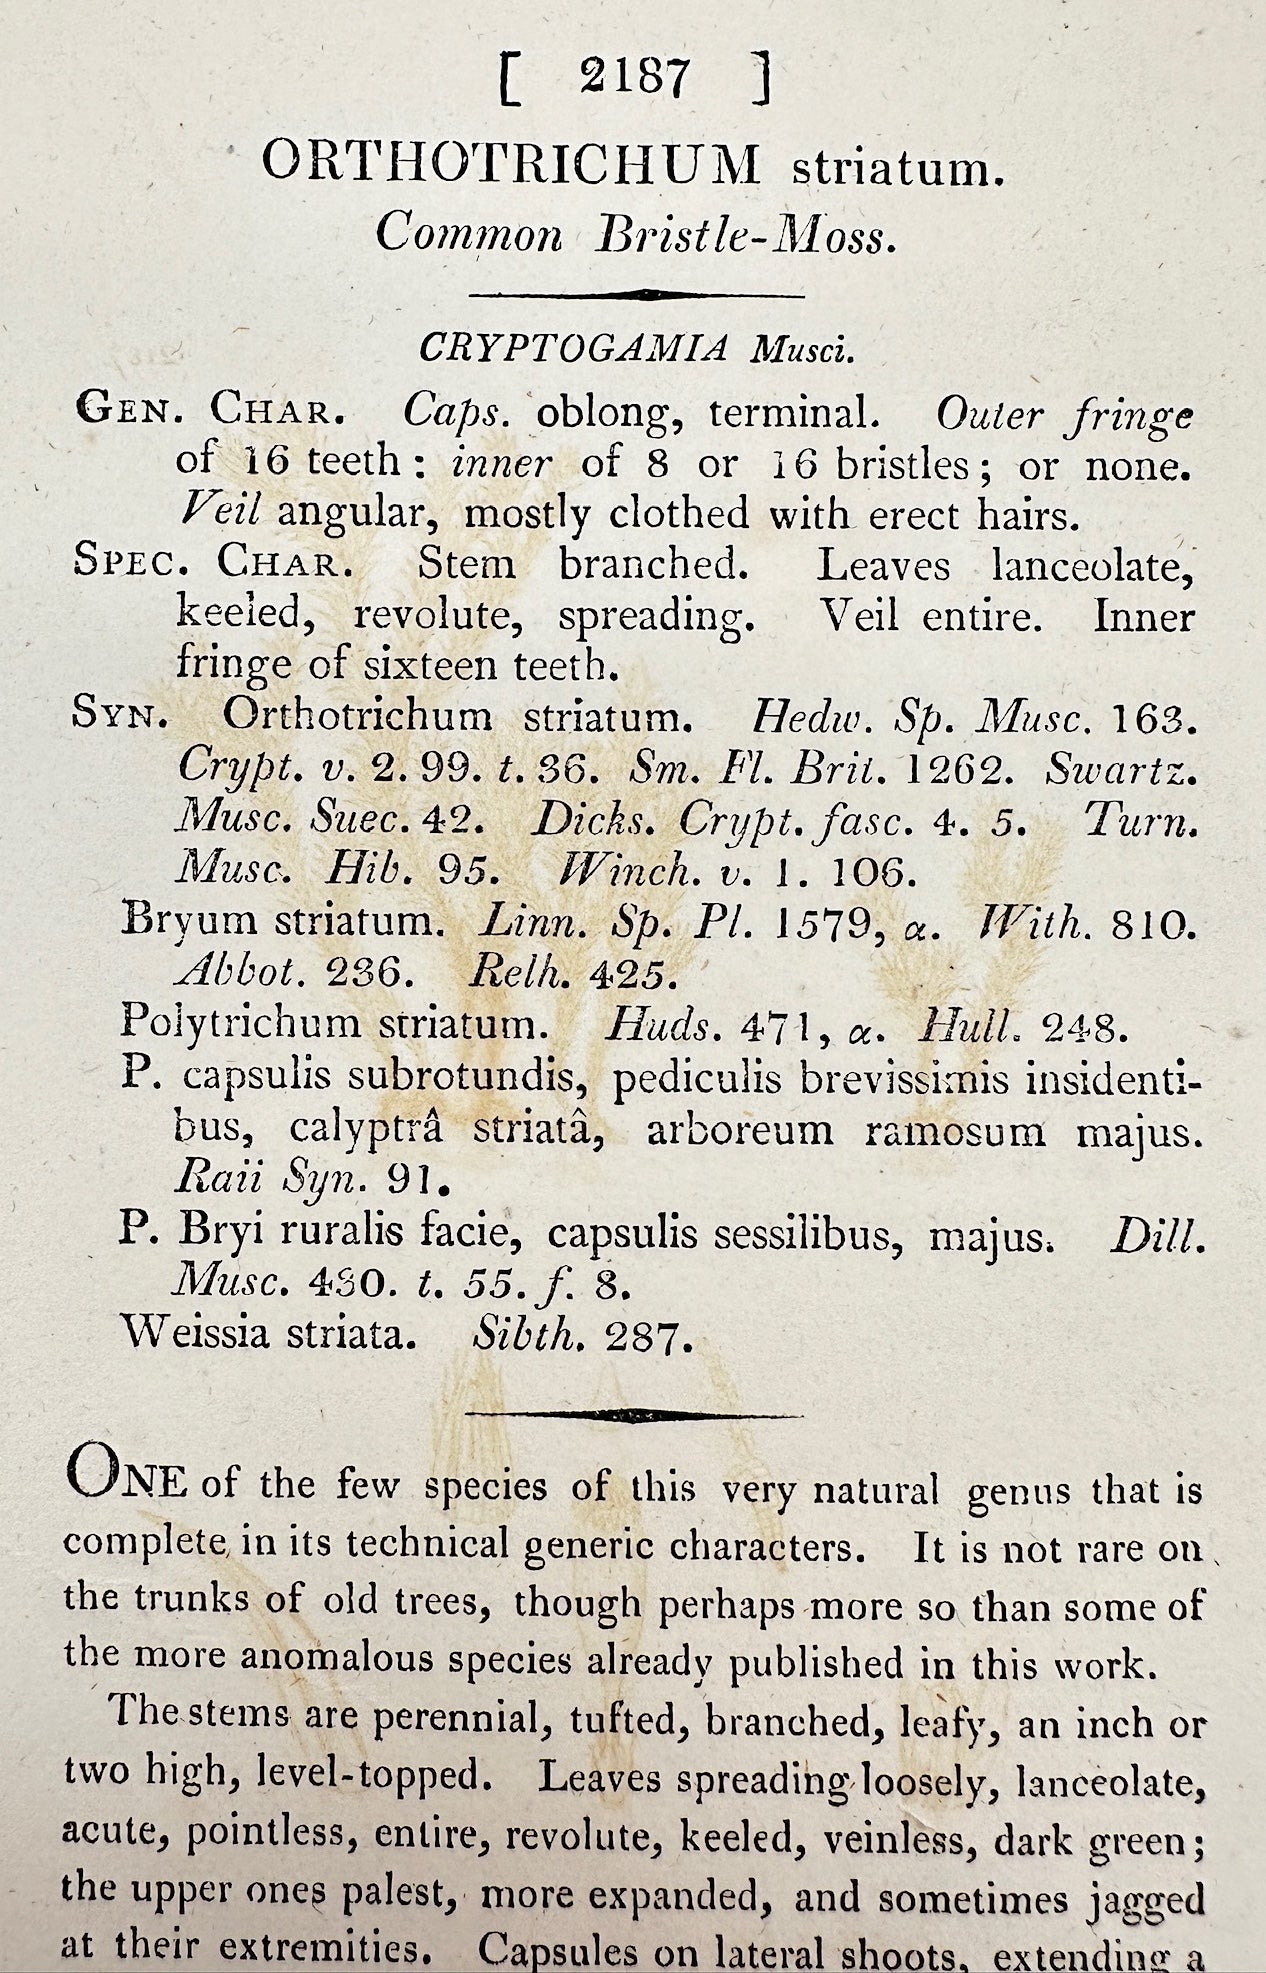 [ 2187 ]
ORTHOTRICHUM striatum.
Common Bristle-Moss.
CRYPTOGAMIA Musci.
GEN. CHAR. Caps. oblong, terminal. Outer fringe
of 16 teeth: inner of 8 or 16 bristles; or none.
Veil angular, mostly clothed with erect hairs.
SPEC. CHAR. Stem branched. Leaves lanceolate,
keeled, revolute, spreading. Veil entire. Inner
fringe of sixteen teeth.
SYN. Orthotrichum striatum. Hedw. Sp. Musc. 163.
Crypt. v. 2. 99. t. 36. Sm. Fl. Brit. 1262. Swartz.
Musc. Suec. 42. Dicks. Crypt. fasc. 4. 5. Turn.
Musc. Hib. 95. Winch. v. 1. 106.
Bryum striatum. Linn. Sp. Pl. 1579, α. With. 810.
Abbot. 236. Relh. 425.
Polytrichum striatum. Huds. 471, α. Hull. 248.
P. capsulis subrotundis, pediculis brevissimis insidenti-
bus, calyptrâ striatâ, arboreum ramosum majus.
Raii Syn. 91.
P. Bryi ruralis facie, capsulis sessilibus, majus. Dill.
Musc. 430. t. 55. f. 8.
Weissia striata. Sibth. 287.
ONE of the few species of this very natural genus that is
complete in its technical generic characters. It is not rare on
the trunks of old trees, though perhaps more so than some of
the more anomalous species already published in this work.
The stems are perennial, tufted, branched, leafy, an inch or
two high, level-topped. Leaves spreading loosely, lanceolate,
acute, pointless, entire, revolute, keeled, veinless, dark green;
the upper ones palest, more expanded, and sometimes jagged
at their extremities. Capsules on lateral shoots, extending a